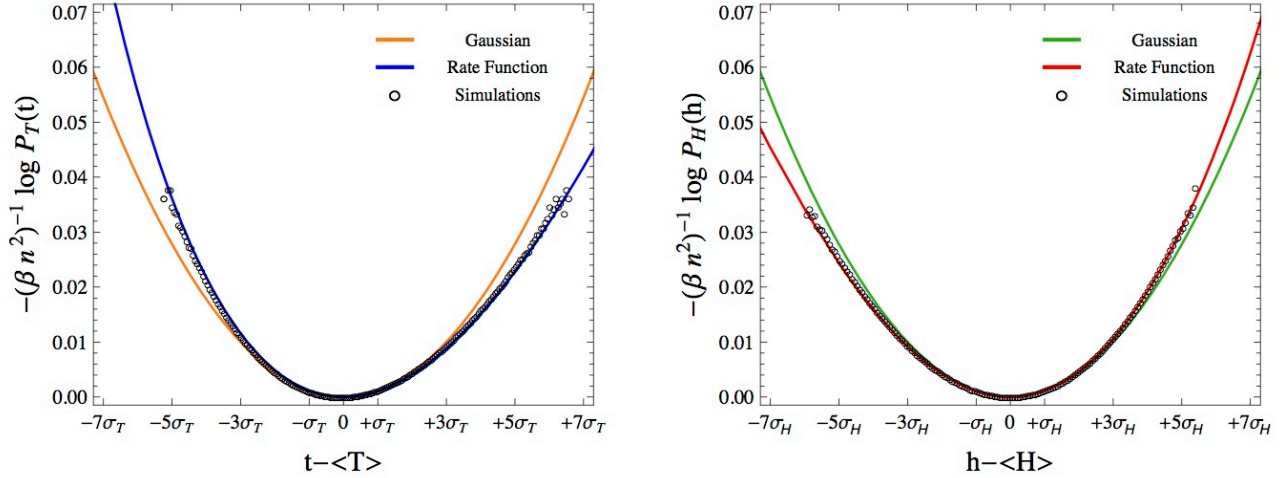 −(β n²)⁻¹ log P_T(t)
0.07
0.06
0.05
0.04
0.03
0.02
0.01
0.00
Gaussian
Rate Function
Simulations
−7σ_T −5σ_T −3σ_T −σ_T 0 +σ_T +3σ_T +5σ_T +7σ_T
t−<T>
−(β n²)⁻¹ log P_H(h)
0.07
0.06
0.05
0.04
0.03
0.02
0.01
0.00
Gaussian
Rate Function
Simulations
−7σ_H −5σ_H −3σ_H −σ_H 0 +σ_H +3σ_H +5σ_H +7σ_H
h−<H>